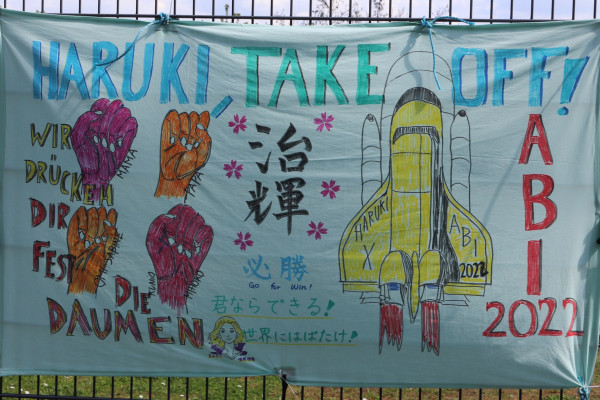 HARUKI, TAKE OFF!
WIR
DRÜCKEN
DIR
FEST
DIE
DAUMEN
治輝
必勝
Go for Win!
君ならできる!
世界にはばたけ!
HARUKI
X
ABI
2022
ABI
2022